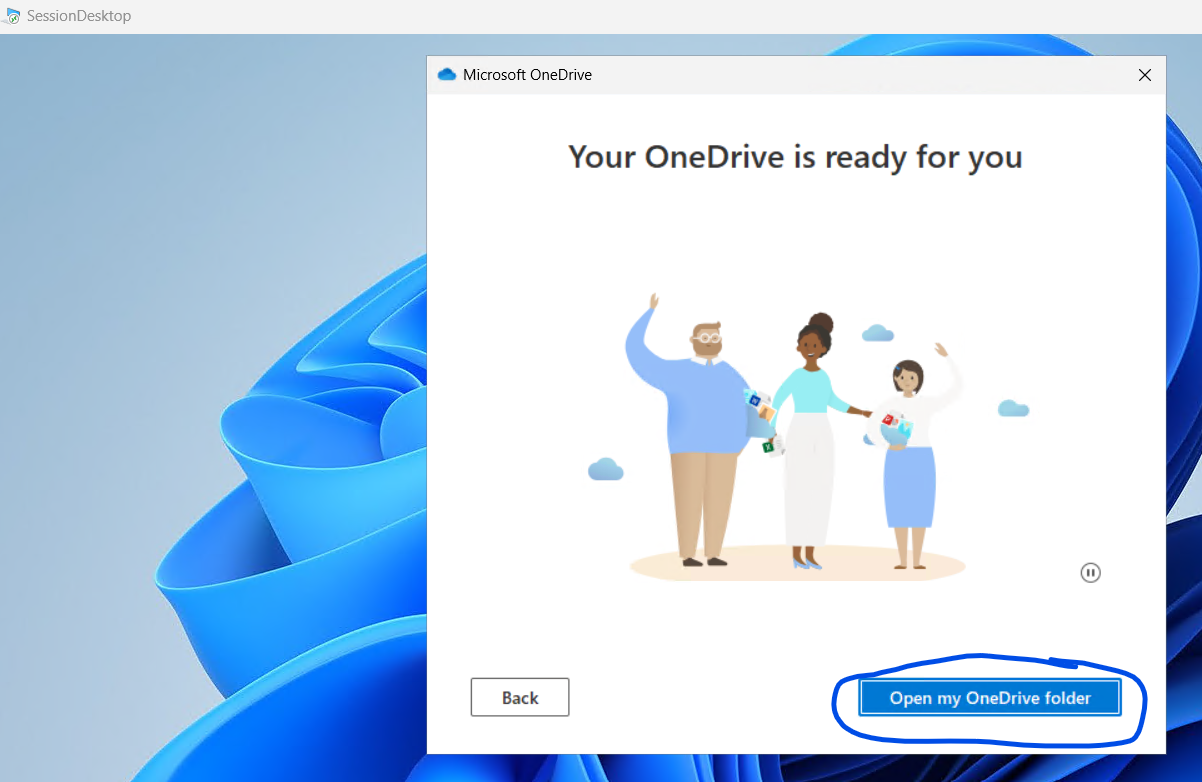 SessionDesktop
Microsoft OneDrive
Your OneDrive is ready for you
Back
Open my OneDrive folder